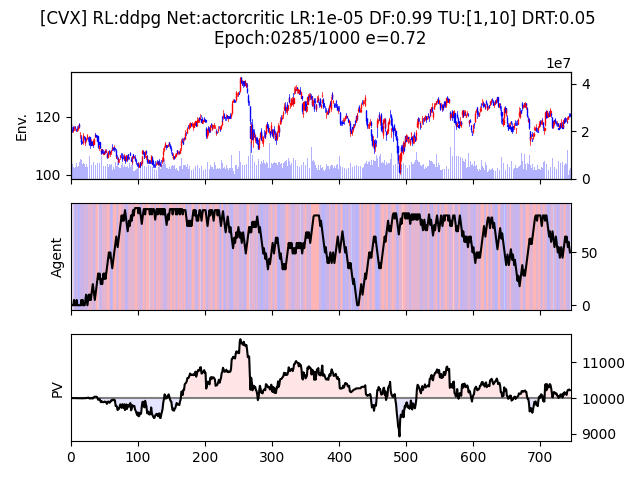 [CVX] RL:ddpg Net:actorcritic LR:1e-05 DF:0.99 TU:[1,10] DRT:0.05
Epoch:0285/1000 e=0.72
1e7
Env.
120
100
4
2
0
Agent
50
0
PV
11000
10000
9000
0 100 200 300 400 500 600 700